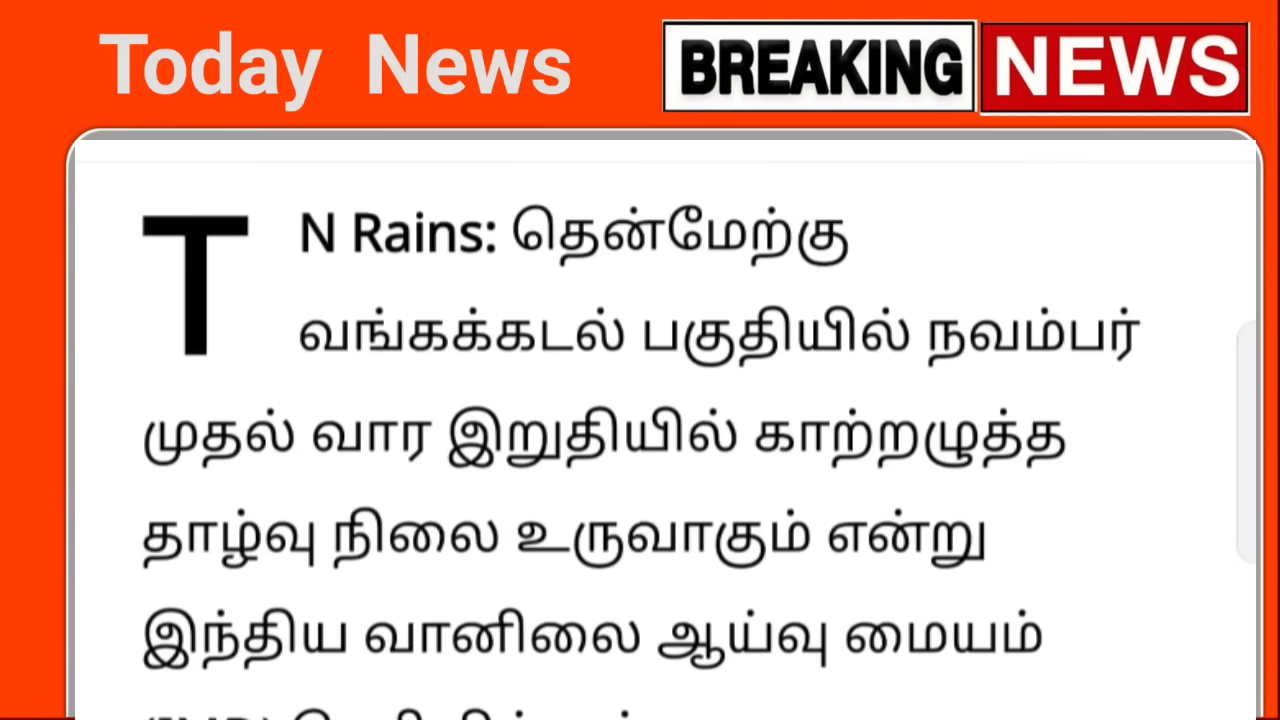 Today News
BREAKING NEWS
TN Rains: தென்மேற்கு
வங்கக்கடல் பகுதியில் நவம்பர்
முதல் வார இறுதியில் காற்றழுத்த
தாழ்வு நிலை உருவாகும் என்று
இந்திய வானிலை ஆய்வு மையம்